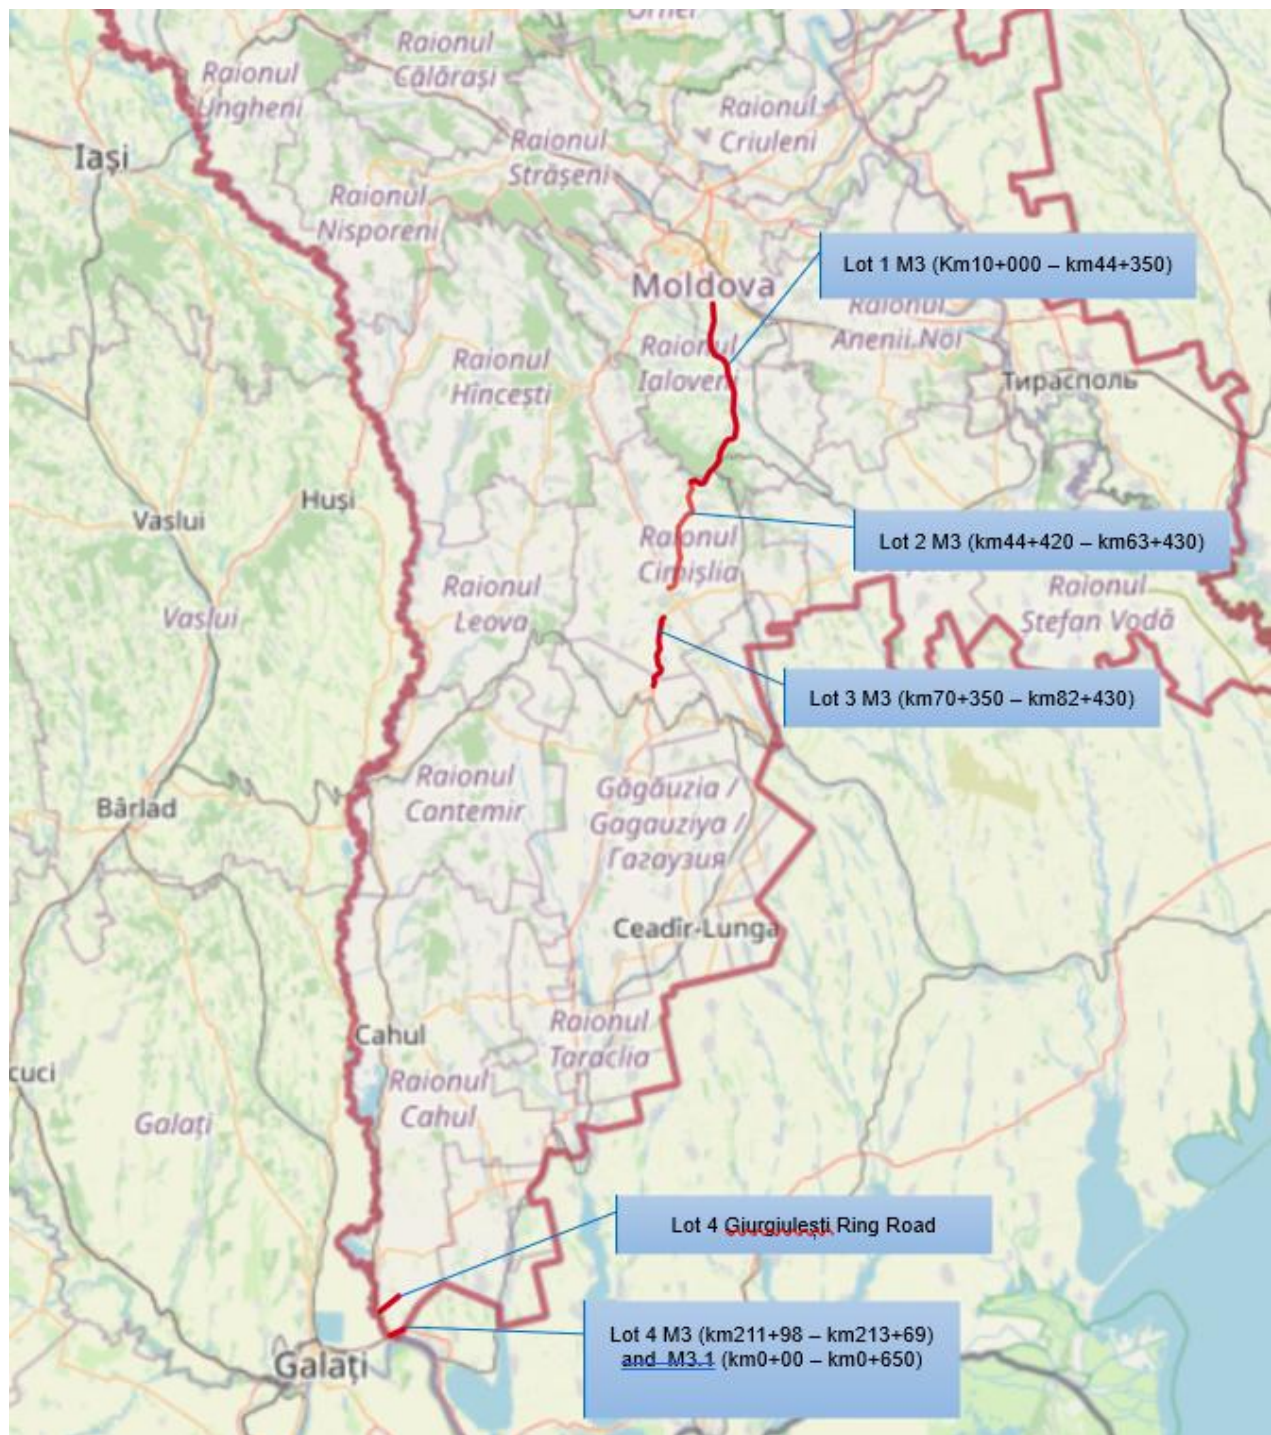 Orhei
Raionul
Călărași
Raionul
Ungheni
Raionul
Criuleni
Iași
Raionul
Strășeni
Raionul
Nisporeni
Lot 1 M3 (Km10+000 – km44+350)
Moldova
Raionul
Anenii Noi
Raionul
Ialoveni
Raionul
Hîncești
Тирасполь
Huși
Vaslui
Raionul
Cimișlia
Lot 2 M3 (km44+420 – km63+430)
Raionul
Leova
Raionul
Ștefan Vodă
Vaslui
Lot 3 M3 (km70+350 – km82+430)
Raionul
Cantemir
Găgăuzia /
Gagauziya /
Гагаузия
Bârlad
Ceadîr-Lunga
Raionul
Taraclia
Cahul
cuci
Raionul
Cahul
Galați
Lot 4 Giurgiulești Ring Road
Lot 4 M3 (km211+98 – km213+69)
and M3.1 (km0+00 – km0+650)
Galați